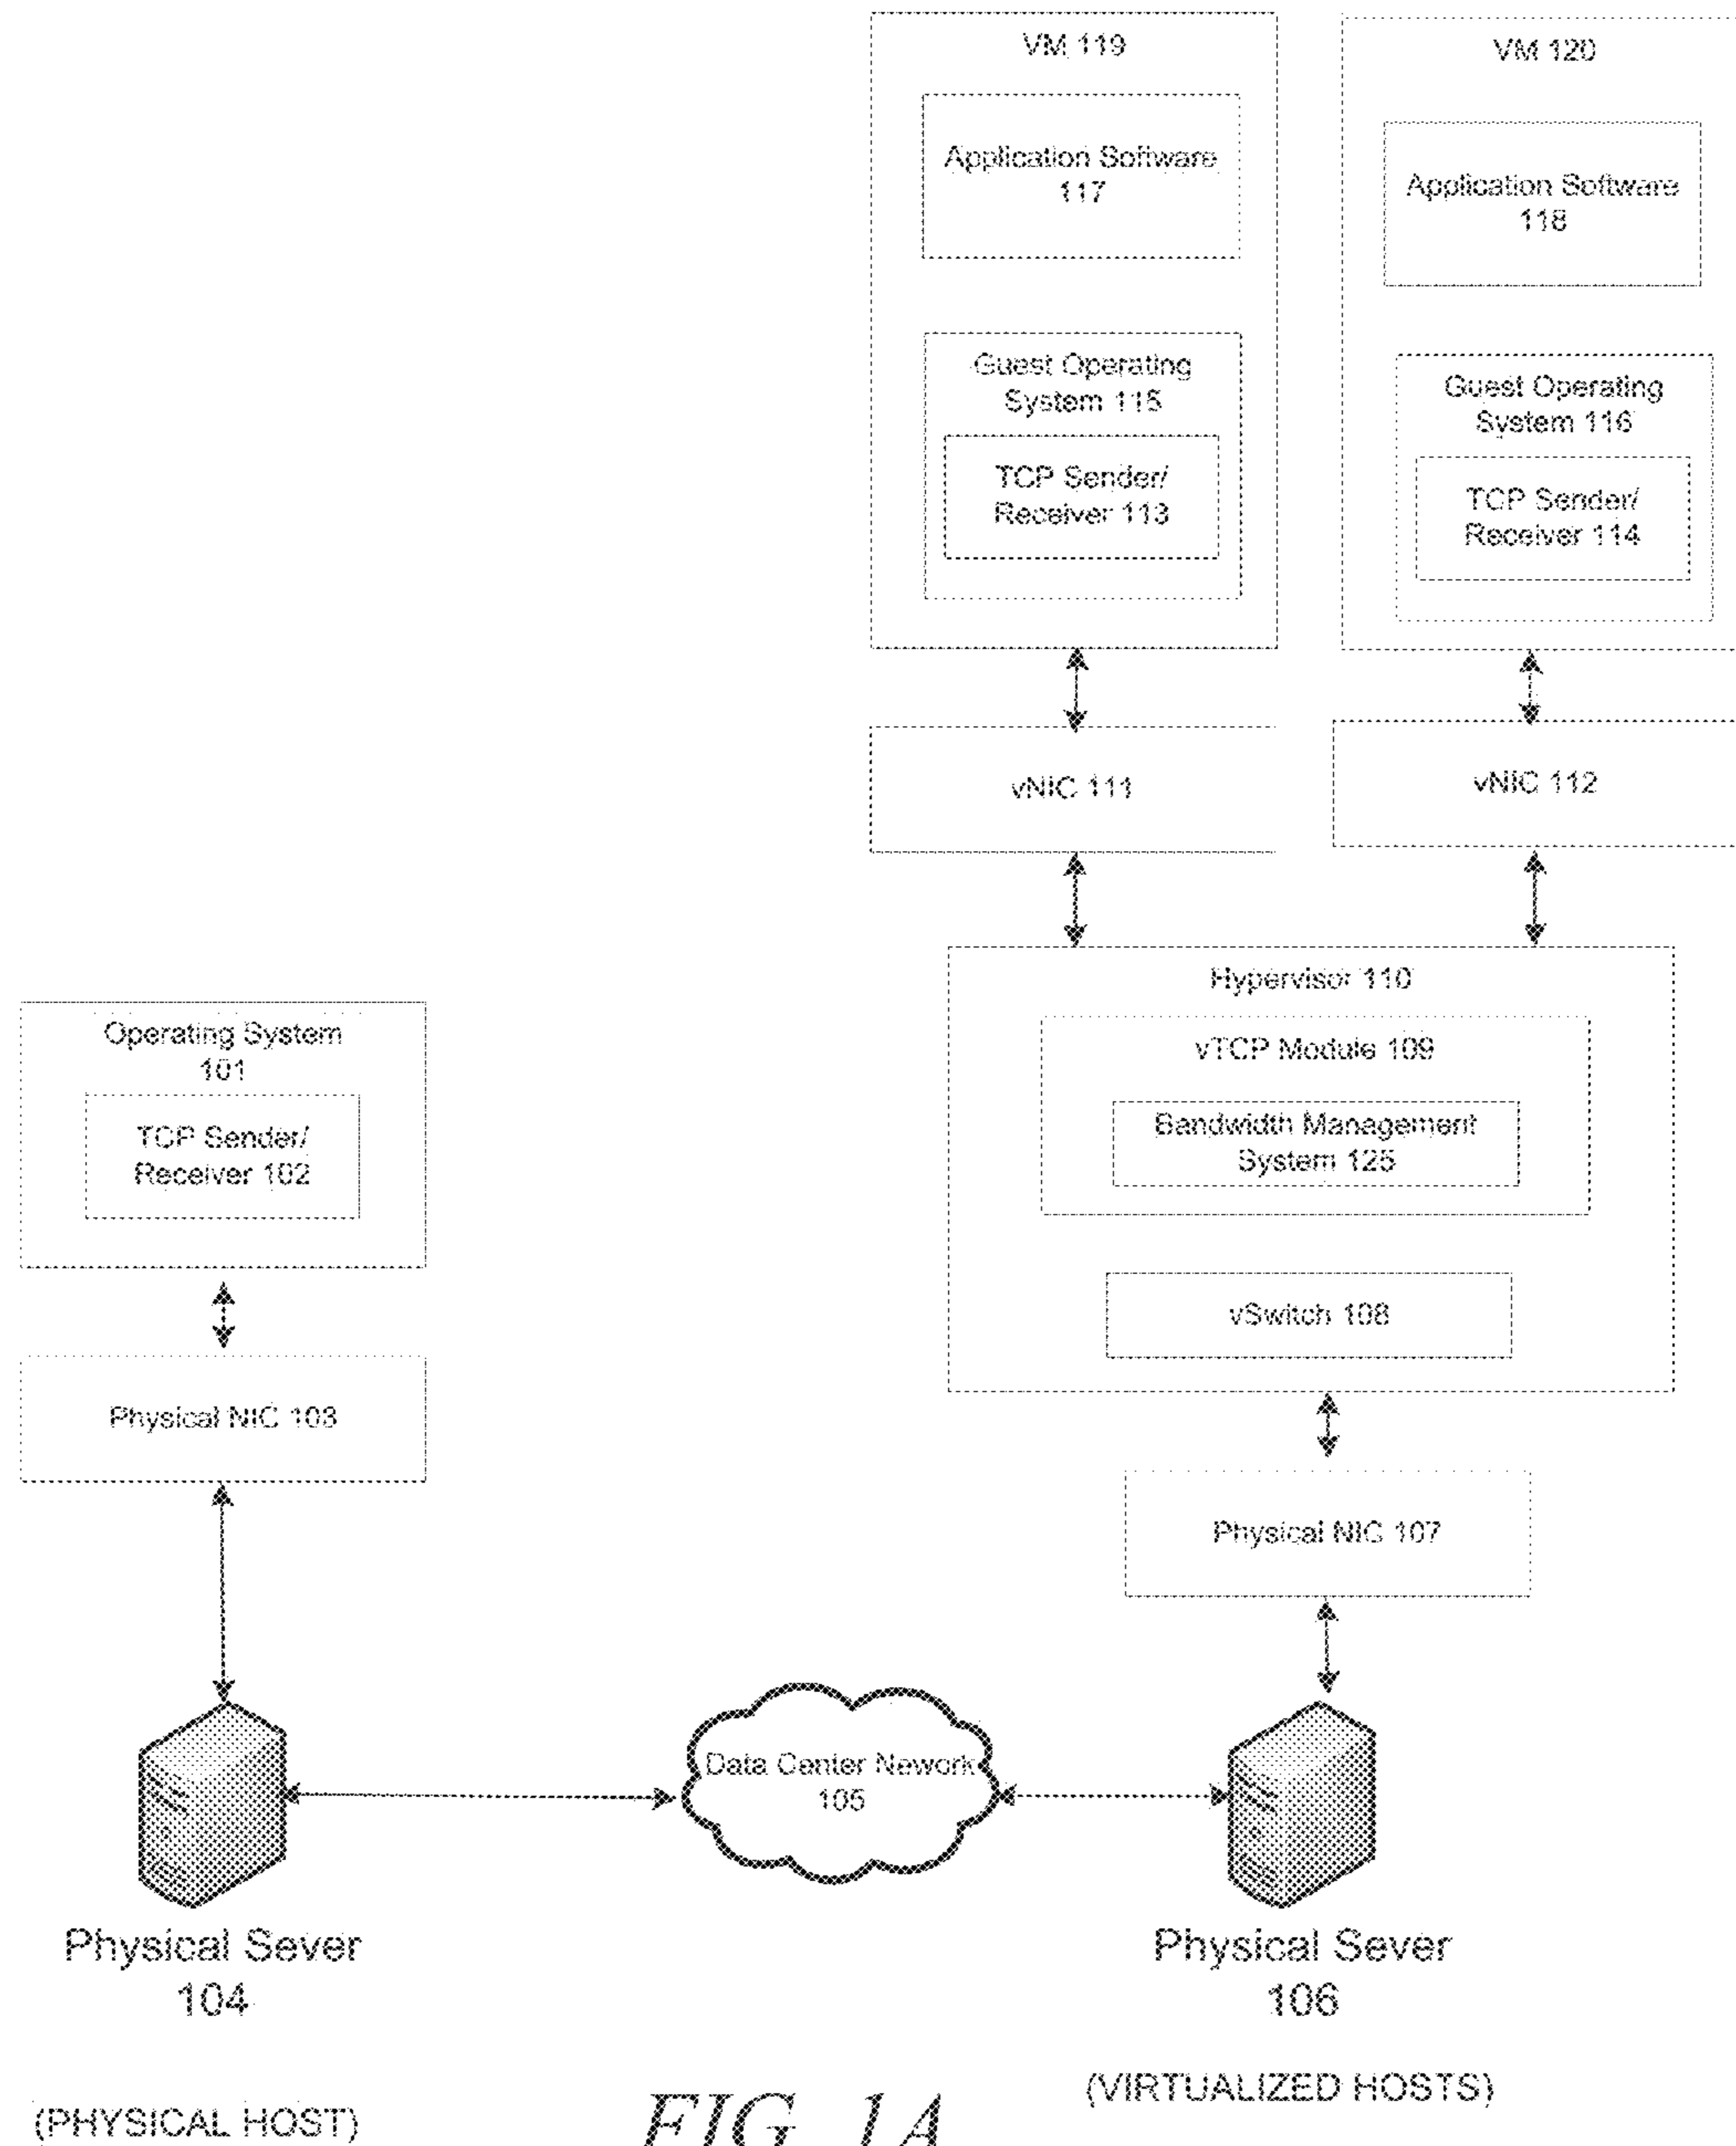 VM 119
Application Software
117
Guest Operating
System 115
TCP Sender/
Receiver 113
VM 120
Application Software
118
Guest Operating
System 116
TCP Sender/
Receiver 114
vNIC 111
vNIC 112
Hypervisor 110
vTCP Module 109
Bandwidth Management
System 125
vSwitch 108
Physical NIC 107
Operating System
101
TCP Sender/
Receiver 102
Physical NIC 103
Data Center Nework
105
Physical Sever
104
(PHYSICAL HOST)
Physical Sever
106
(VIRTUALIZED HOSTS)
FIG. 1A